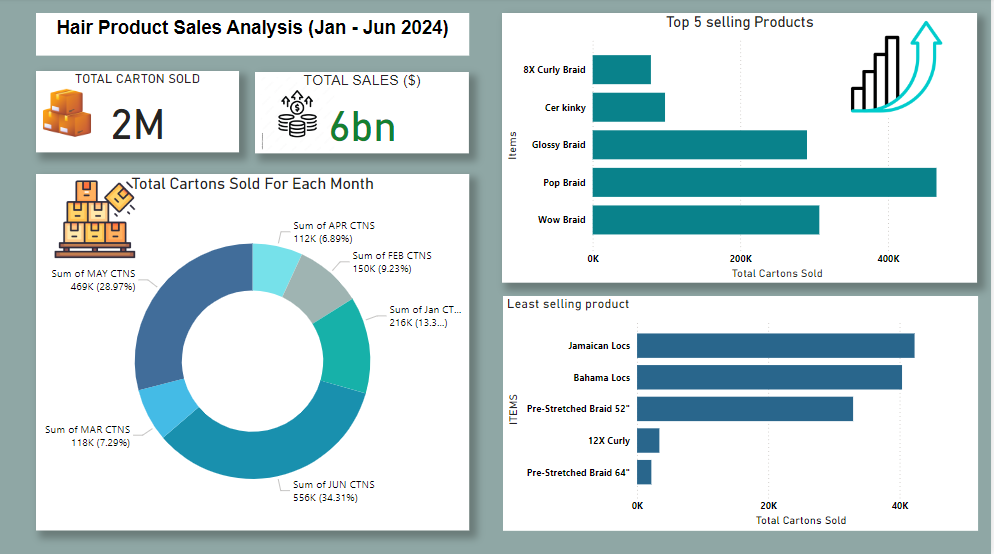 Hair Product Sales Analysis (Jan - Jun 2024)
TOTAL CARTON SOLD
2M
TOTAL SALES ($)
$
6bn
Total Cartons Sold For Each Month
Sum of APR CTNS
112K (6.89%)
Sum of FEB CTNS
150K (9.23%)
Sum of Jan CT...
216K (13.3...)
Sum of JUN CTNS
556K (34.31%)
Sum of MAR CTNS
118K (7.29%)
Sum of MAY CTNS
469K (28.97%)
Top 5 selling Products
Items
8X Curly Braid
Cer kinky
Glossy Braid
Pop Braid
Wow Braid
0K 200K 400K
Total Cartons Sold
Least selling product
ITEMS
Jamaican Locs
Bahama Locs
Pre-Stretched Braid 52"
12X Curly
Pre-Stretched Braid 64"
0K 20K 40K
Total Cartons Sold